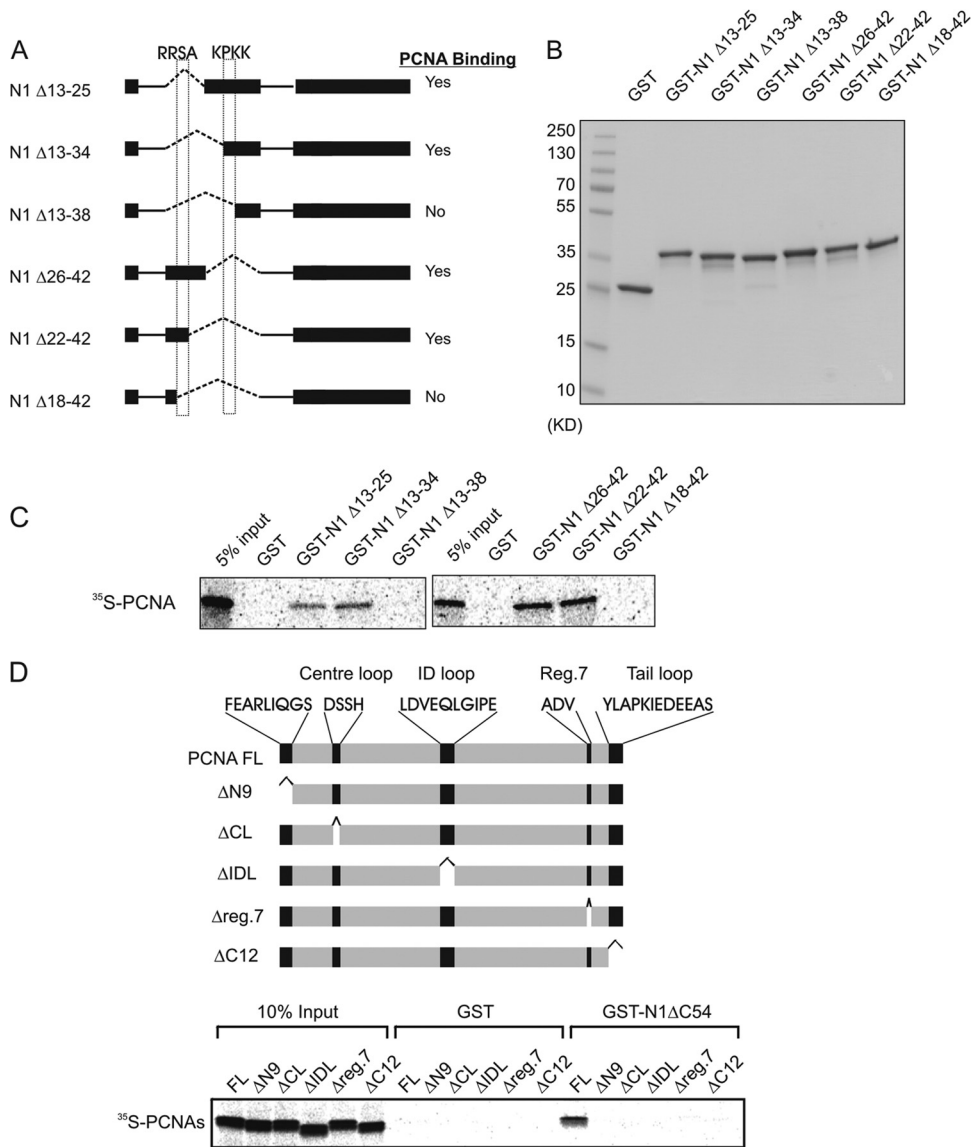 A
RRSA KPKK
PCNA Binding
N1 Δ13-25 Yes
N1 Δ13-34 Yes
N1 Δ13-38 No
N1 Δ26-42 Yes
N1 Δ22-42 Yes
N1 Δ18-42 No
B
GST GST-N1 Δ13-25 GST-N1 Δ13-34 GST-N1 Δ13-38 GST-N1 Δ26-42 GST-N1 Δ22-42 GST-N1 Δ18-42
250
130
70
55
35
25
15
10
(KD)
C
5% input GST GST-N1 Δ13-25 GST-N1 Δ13-34 GST-N1 Δ13-38 5% input GST GST-N1 Δ26-42 GST-N1 Δ22-42 GST-N1 Δ18-42
35S-PCNA
D
Centre loop ID loop Reg.7 Tail loop
FEARLIQGS DSSH LDVEQLGIPE ADV YLAPKIEDEEAS
PCNA FL
ΔN9
ΔCL
ΔIDL
Δreg.7
ΔC12
10% Input GST GST-N1ΔC54
FL ΔN9 ΔCL ΔIDL Δreg.7 ΔC12 FL ΔN9 ΔCL ΔIDL Δreg.7 ΔC12 FL ΔN9 ΔCL ΔIDL Δreg.7 ΔC12
35S-PCNAs